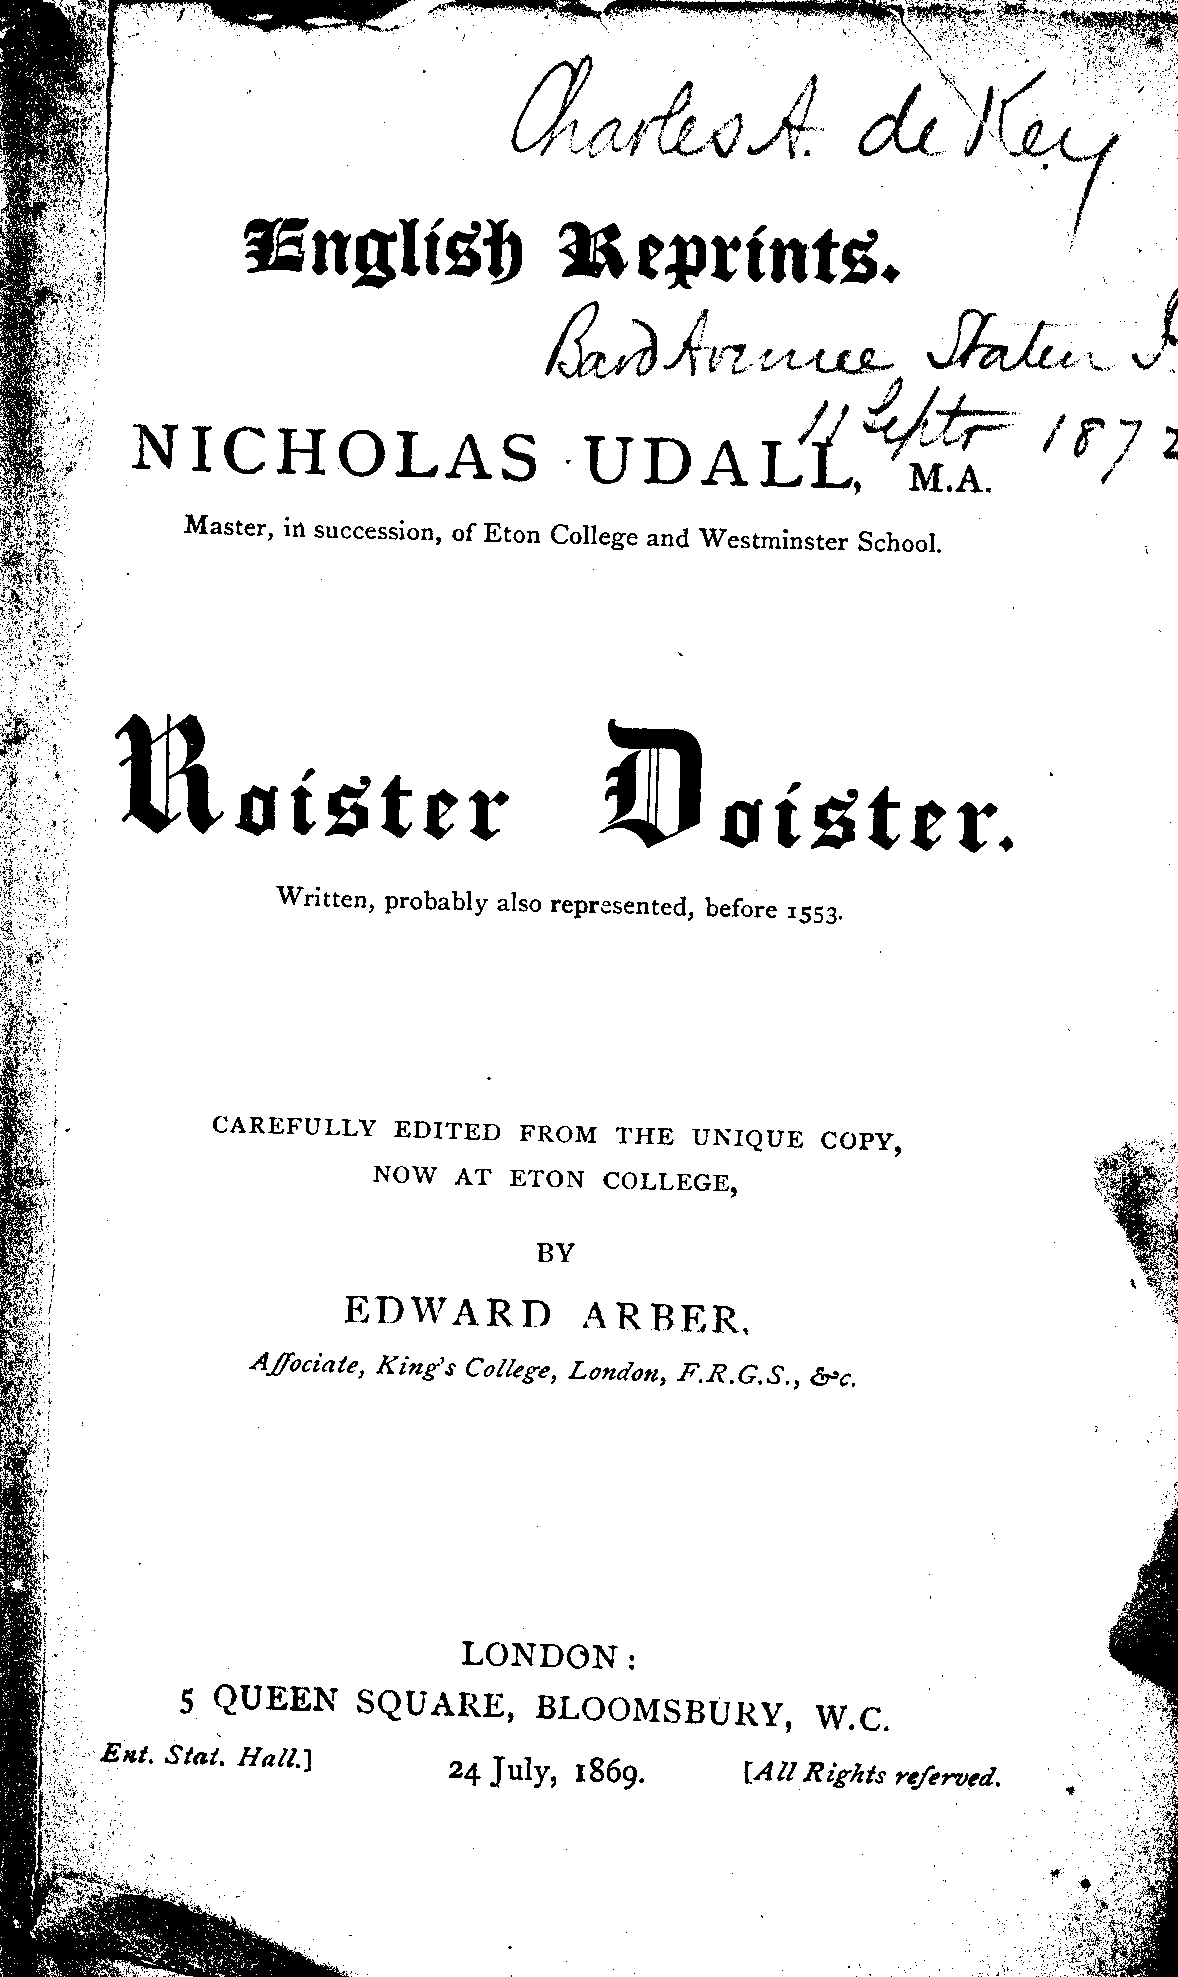 Charles A. de Key
English Reprints.
Bard Avenue Staten I
11 Septr 1872
NICHOLAS UDALL, M.A.
Master, in succession, of Eton College and Westminster School.
Roister Doister.
Written, probably also represented, before 1553.
CAREFULLY EDITED FROM THE UNIQUE COPY,
NOW AT ETON COLLEGE,
BY
EDWARD ARBER,
Aſſociate, King's College, London, F.R.G.S., &c.
LONDON:
5 QUEEN SQUARE, BLOOMSBURY, W.C.
Ent. Stat. Hall.] 24 July, 1869. [All Rights reſerved.